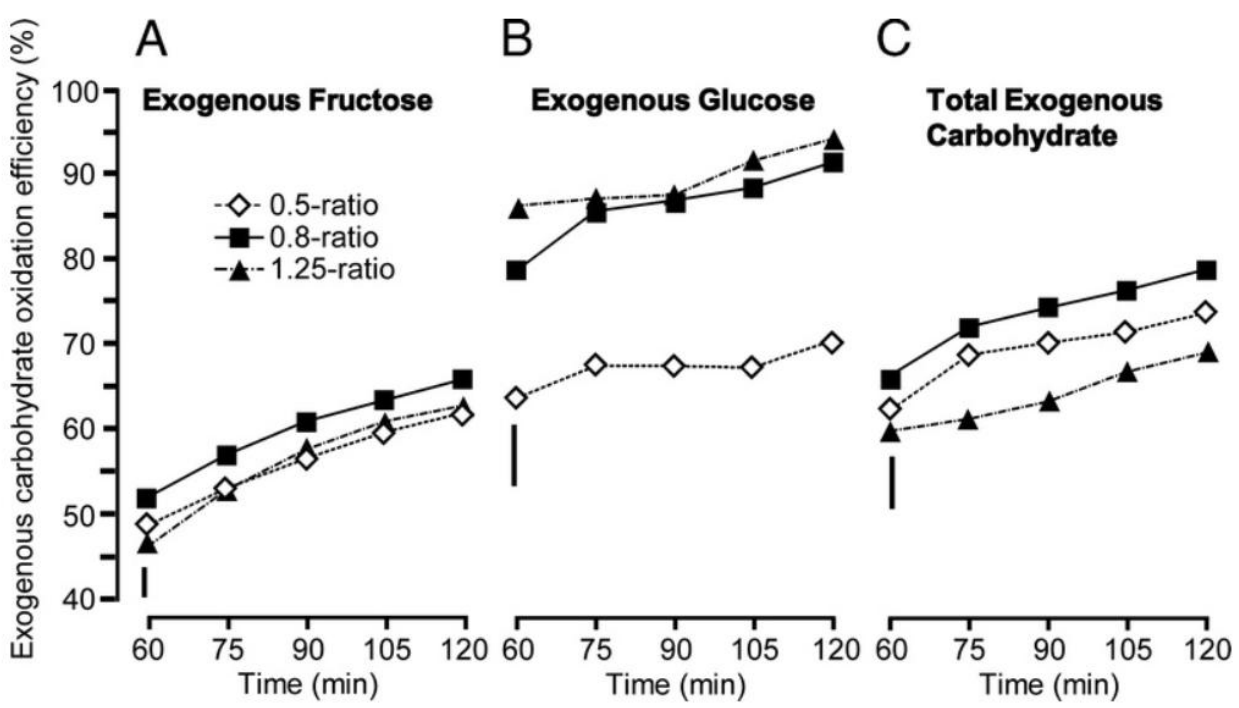 A
B
C
Exogenous carbohydrate oxidation efficiency (%)
100
90
80
70
60
50
40
Exogenous Fructose
0.5-ratio
0.8-ratio
1.25-ratio
60 75 90 105 120
Time (min)
Exogenous Glucose
60 75 90 105 120
Time (min)
Total Exogenous
Carbohydrate
60 75 90 105 120
Time (min)